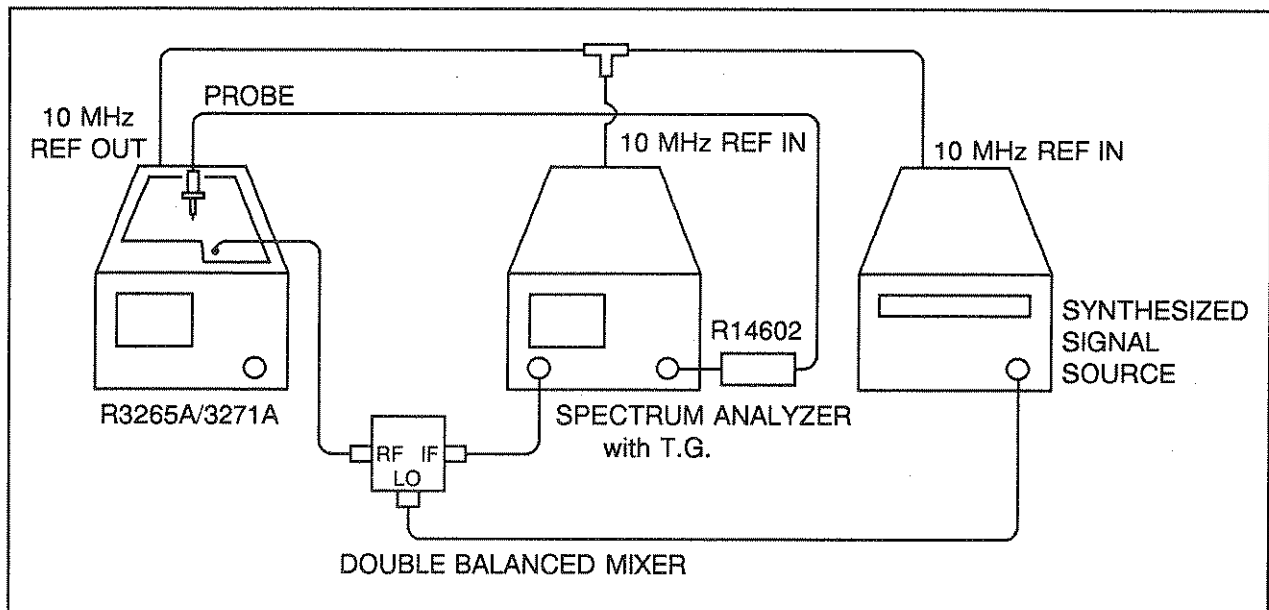 PROBE
10 MHz
REF OUT
10 MHz REF IN
10 MHz REF IN
R14602
SYNTHESIZED
SIGNAL
SOURCE
R3265A/3271A
SPECTRUM ANALYZER
with T.G.
RF IF
LO
DOUBLE BALANCED MIXER